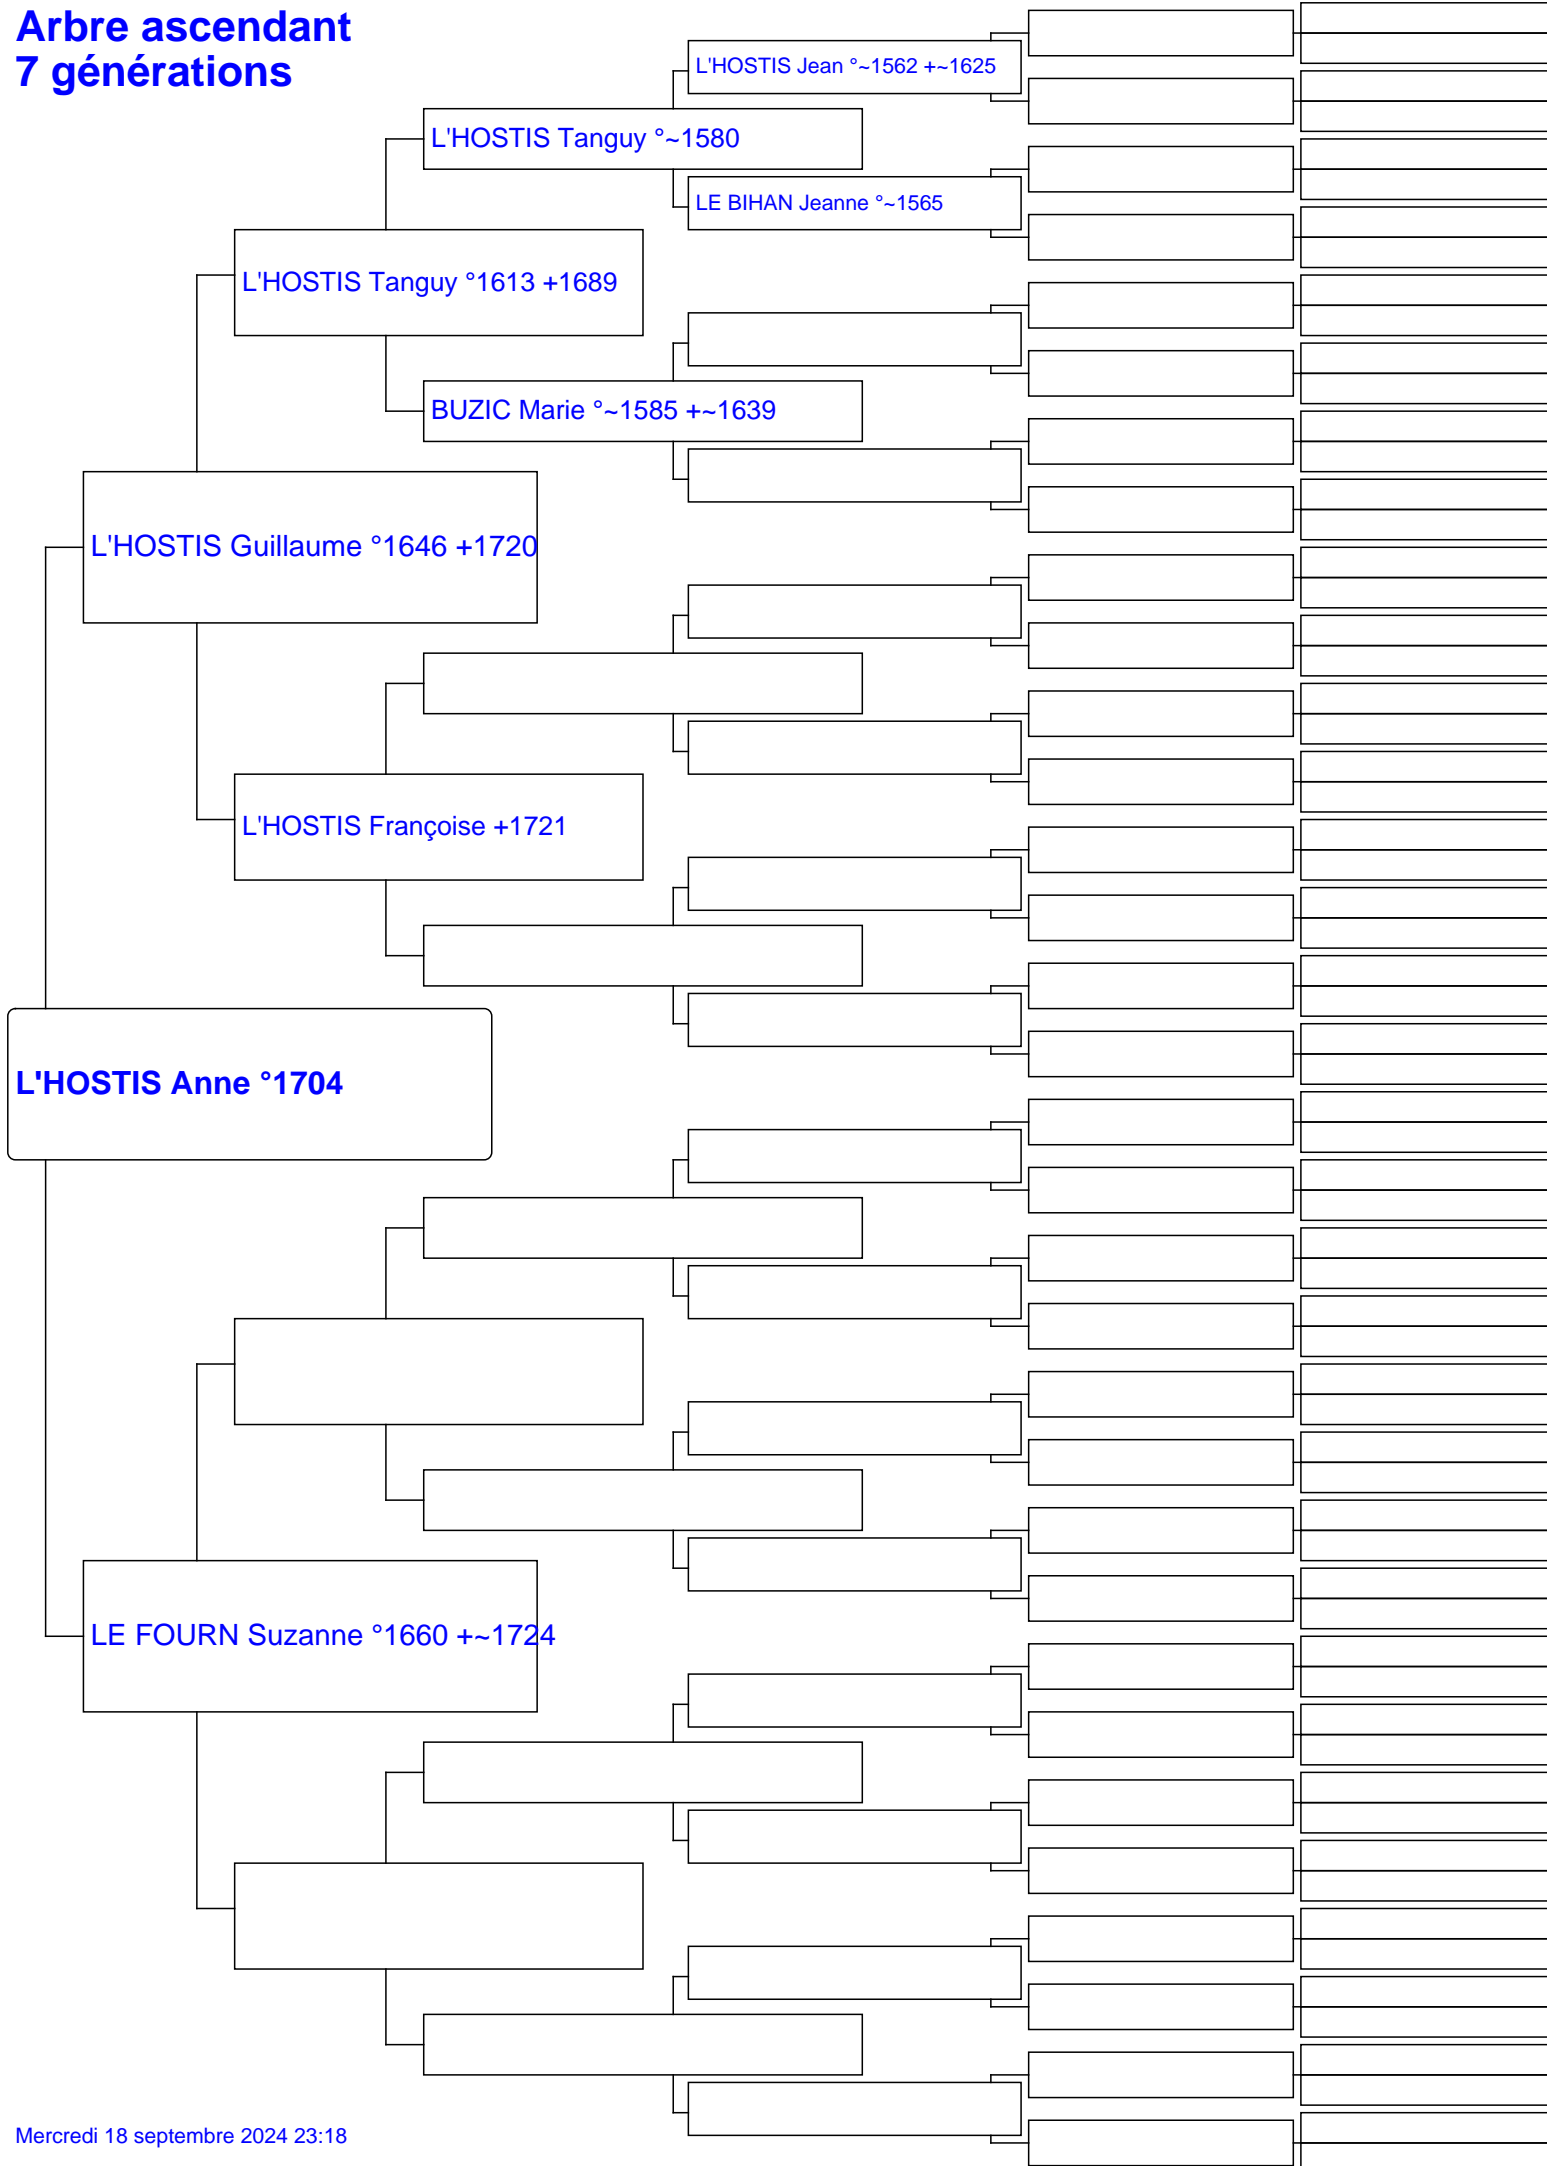 Arbre ascendant
7 générations
L'HOSTIS Jean °~1562 +~1625
L'HOSTIS Tanguy °~1580
LE BIHAN Jeanne °~1565
L'HOSTIS Tanguy °1613 +1689
BUZIC Marie °~1585 +~1639
L'HOSTIS Guillaume °1646 +1720
L'HOSTIS Françoise +1721
L'HOSTIS Anne °1704
LE FOURN Suzanne °1660 +~1724
Mercredi 18 septembre 2024 23:18